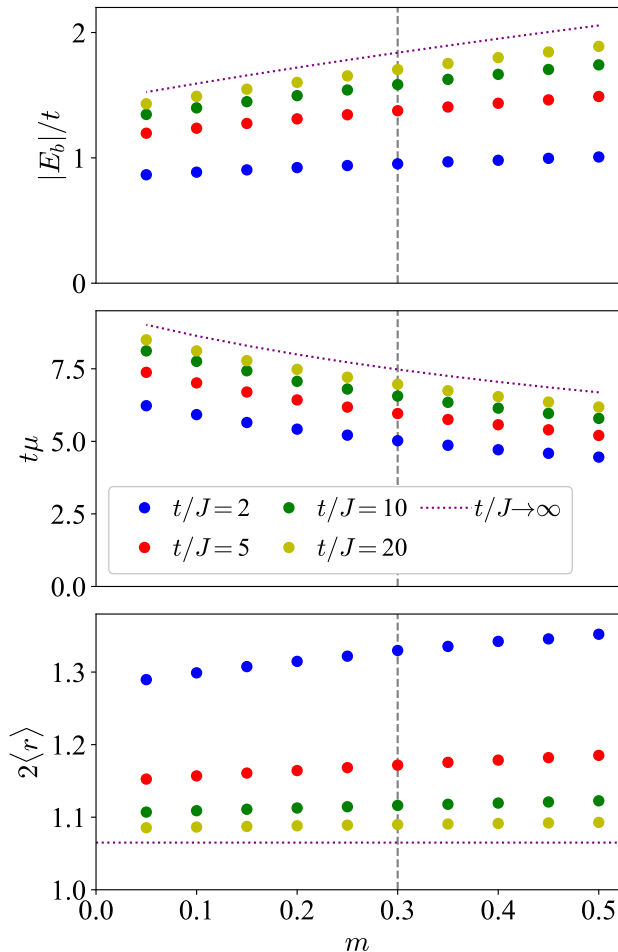 2
|E_b|/t
1
0
7.5
tμ
5.0
2.5
0.0
t/J = 2
t/J = 10
t/J→∞
t/J = 5
t/J = 20
1.3
2⟨r⟩
1.2
1.1
1.0
0.0 0.1 0.2 0.3 0.4 0.5
m